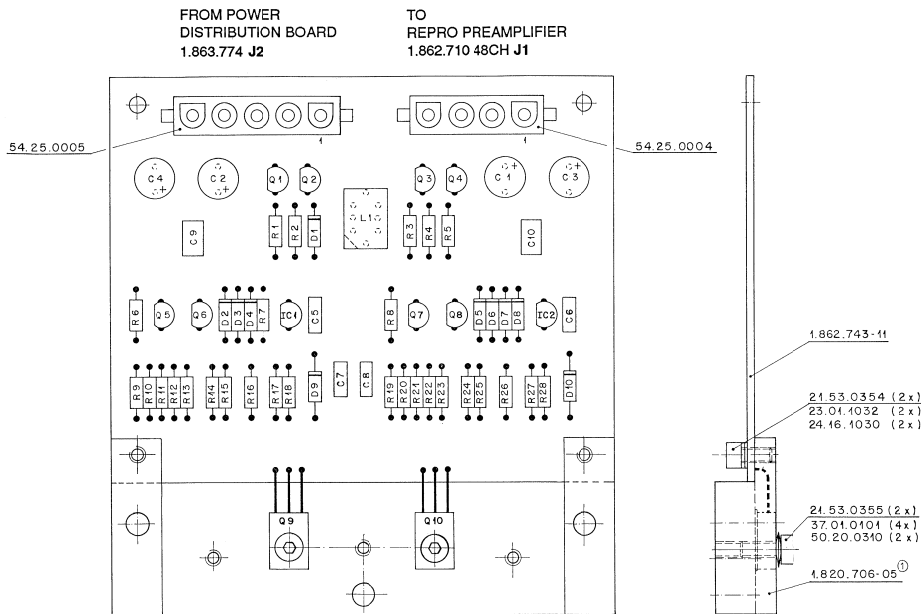 FROM POWER
DISTRIBUTION BOARD
1.863.774 J2
TO
REPRO PREAMPLIFIER
1.862.710 48CH J1
54.25.0005
1
1
54.25.0004
C4
C2
Q1
Q2
Q3
Q4
C1
C3
C9
R1
R2
D1
L1
R3
R4
R5
C10
R6
Q5
Q6
D2
D3
D4
R7
IC1
C5
R8
Q7
Q8
D5
D6
D7
D8
IC2
C6
R9
R10
R11
R12
R13
R14
R15
R16
R17
R18
D9
C7
C8
R19
R20
R21
R22
R23
R24
R25
R26
R27
R28
D10
Q9
Q10
1.862.743-11
21.53.0354 (2x)
23.01.1032 (2x)
24.16.1030 (2x)
21.53.0355 (2x)
37.01.0101 (4x)
50.20.0310 (2x)
1.820.706-05 ①